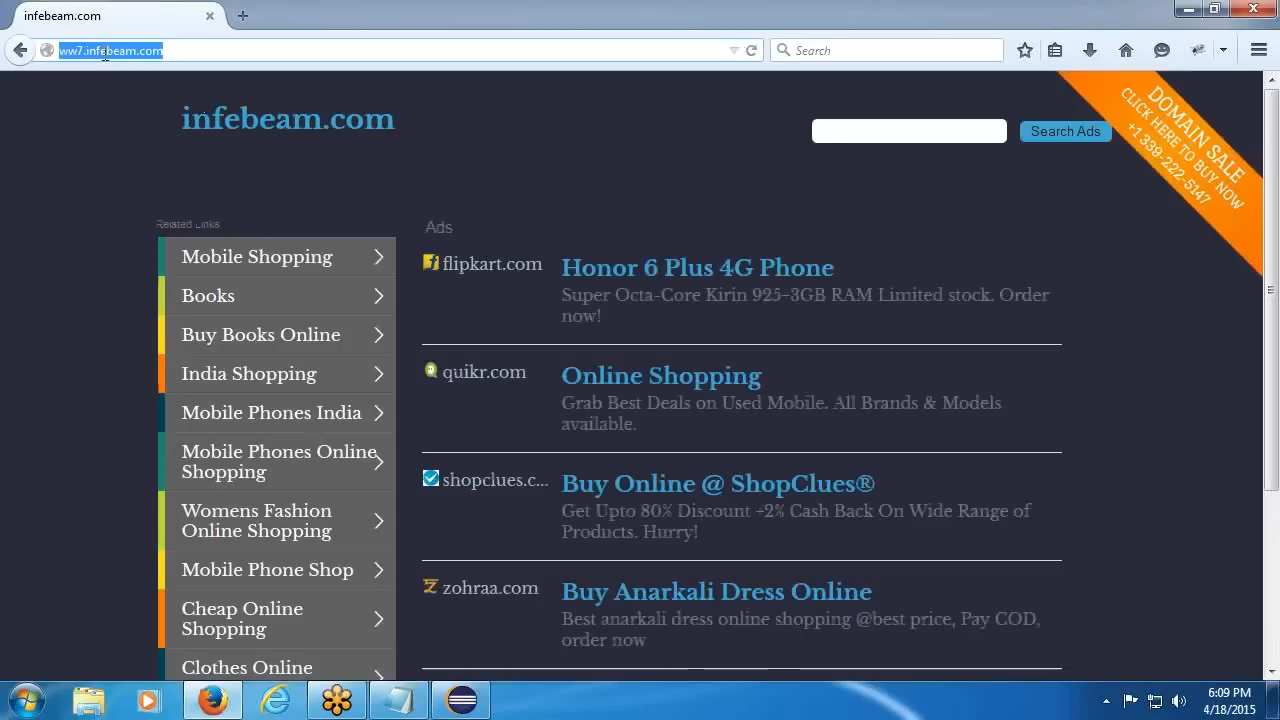 infebeam.com
ww7.infebeam.com
Search
infebeam.com
Search Ads
DOMAIN SALE
CLICK HERE TO BUY NOW
+1 339-222-5147
Related Links
Mobile Shopping
Books
Buy Books Online
India Shopping
Mobile Phones India
Mobile Phones Online
Shopping
Womens Fashion
Online Shopping
Mobile Phone Shop
Cheap Online
Shopping
Clothes Online
Ads
flipkart.com
Honor 6 Plus 4G Phone
Super Octa-Core Kirin 925-3GB RAM Limited stock. Order
now!
quikr.com
Online Shopping
Grab Best Deals on Used Mobile. All Brands & Models
available.
shopclues.c...
Buy Online @ ShopClues®
Get Upto 80% Discount +2% Cash Back On Wide Range of
Products. Hurry!
zohraa.com
Buy Anarkali Dress Online
Best anarkali dress online shopping @best price, Pay COD,
order now
6:09 PM
4/18/2015